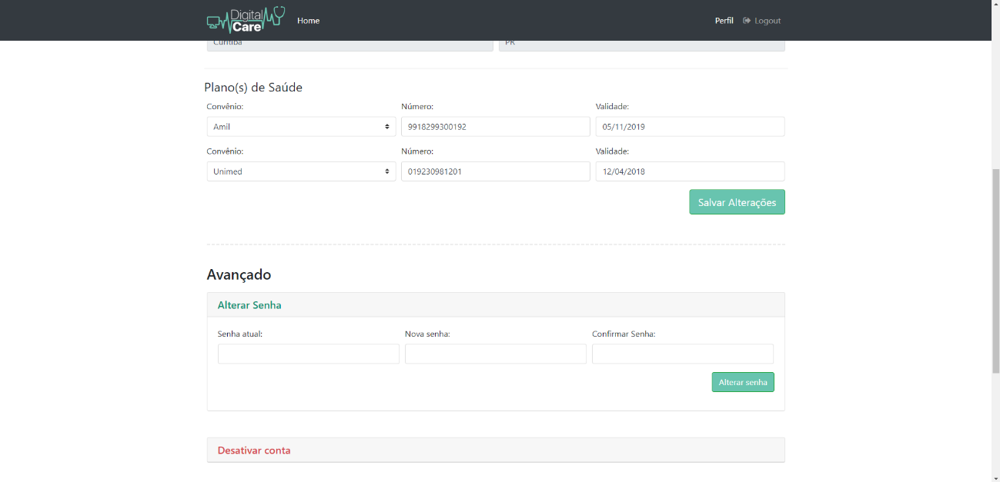 Digital Care
Home
Perfil
Logout
Curitiba
PR
Plano(s) de Saúde
Convênio:
Número:
Validade:
Amil
9918299300192
05/11/2019
Convênio:
Número:
Validade:
Unimed
019230981201
12/04/2018
Salvar Alterações
Avançado
Alterar Senha
Senha atual:
Nova senha:
Confirmar Senha:
Alterar senha
Desativar conta